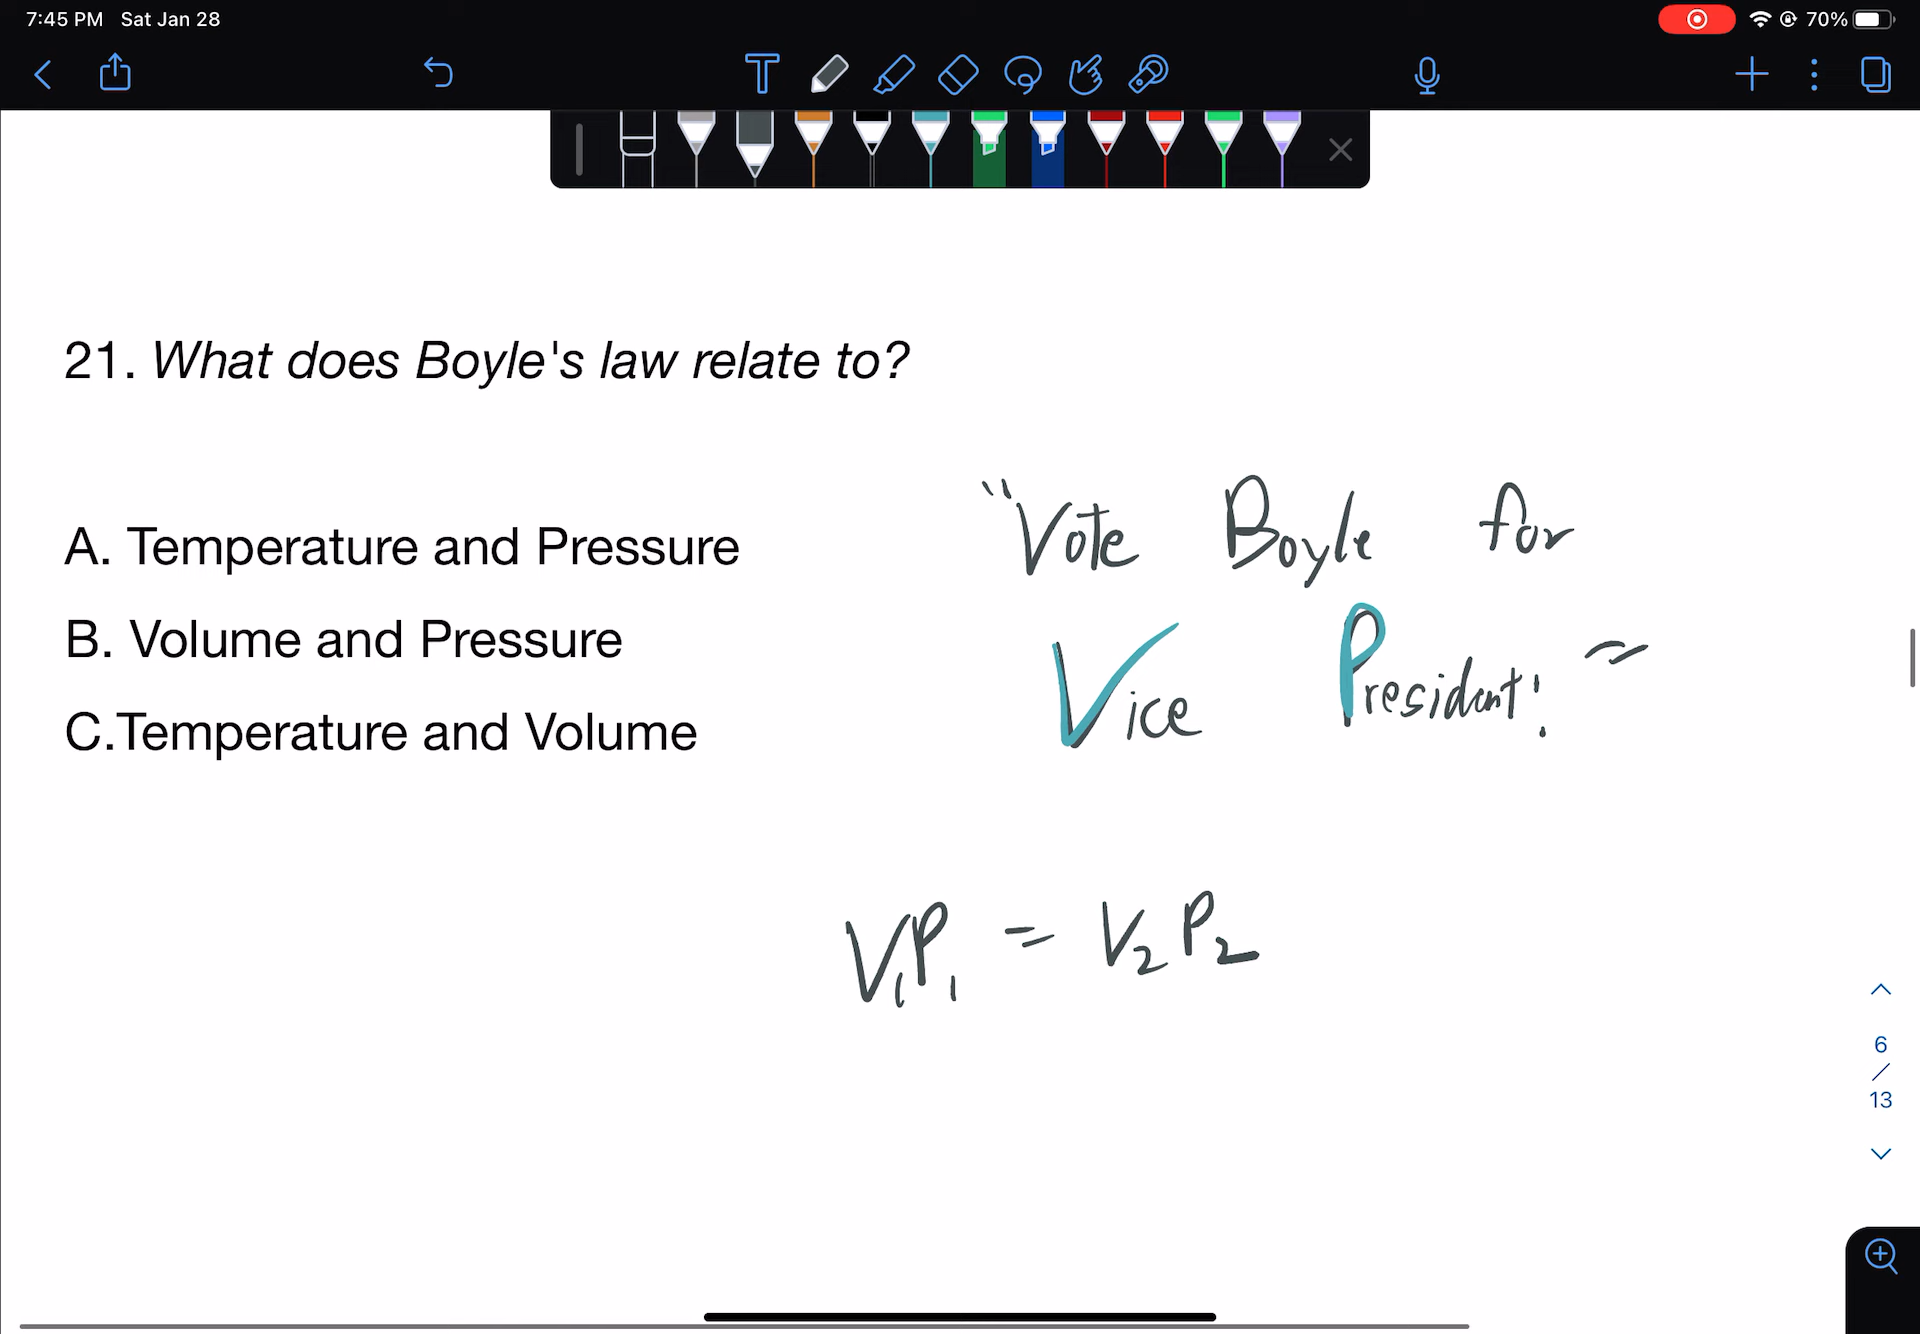 7:45 PM Sat Jan 28
70%
T
21. What does Boyle's law relate to?
A. Temperature and Pressure
B. Volume and Pressure
C.Temperature and Volume
"Vote Boyle for
Vice President!"
V₁P₁ = V₂P₂
6
/
13